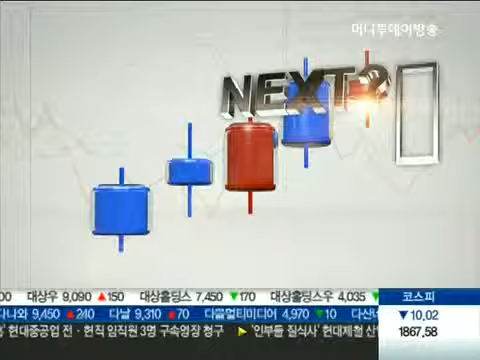 머니투데이방송
NEXT?
00 대상우 9,090 ▲150 대상홀딩스 7,450 ▼170 대상홀딩스우 4,035 ▼
코스피
다나와 9,450 ▲240 다날 9,310 ▲70 다믈멀티미디어 4,970 ▼10 다산
▼10,02
' 현대중공업 전·현직 임직원 3명 구속영장 청구 ▶ '인부들 질식사' 현대제철
1867,58